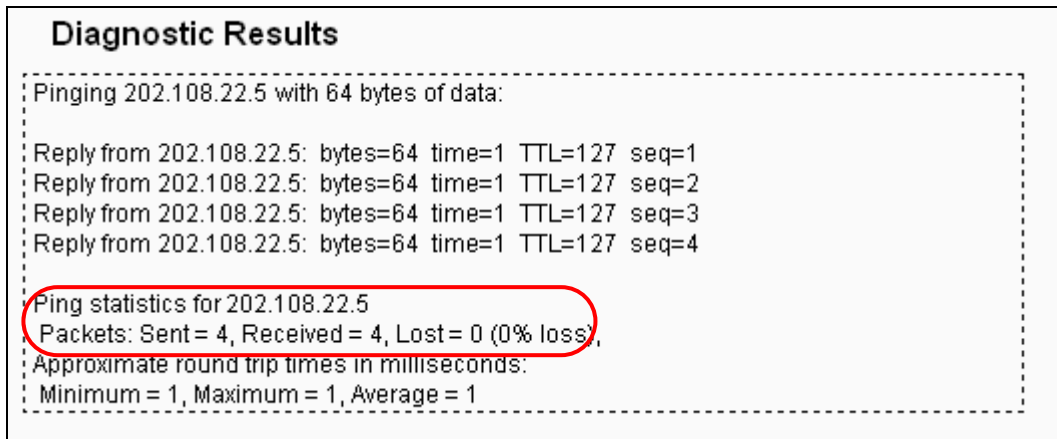 Diagnostic Results
Pinging 202.108.22.5 with 64 bytes of data:
Reply from 202.108.22.5: bytes=64 time=1 TTL=127 seq=1
Reply from 202.108.22.5: bytes=64 time=1 TTL=127 seq=2
Reply from 202.108.22.5: bytes=64 time=1 TTL=127 seq=3
Reply from 202.108.22.5: bytes=64 time=1 TTL=127 seq=4
Ping statistics for 202.108.22.5
Packets: Sent = 4, Received = 4, Lost = 0 (0% loss),
Approximate round trip times in milliseconds:
Minimum = 1, Maximum = 1, Average = 1